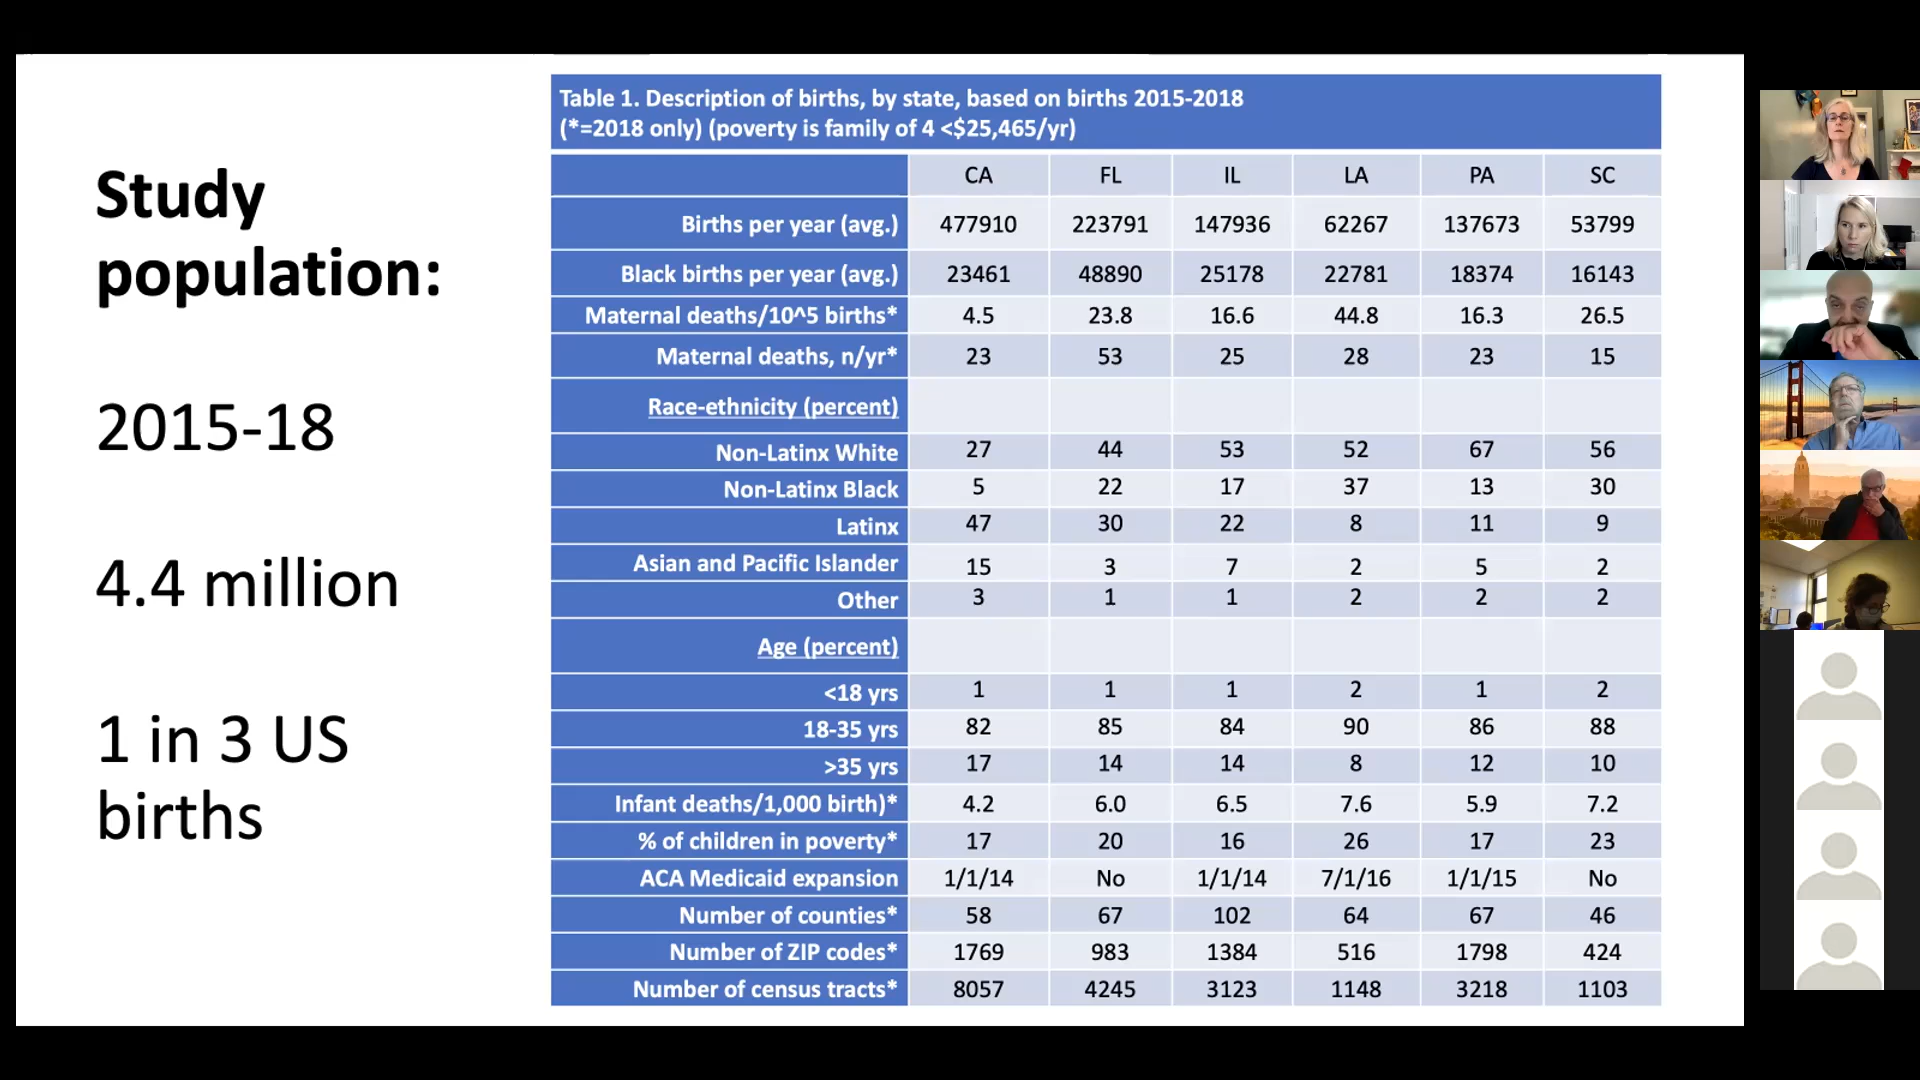 Study
population:
2015-18
4.4 million
1 in 3 US
births
Table 1. Description of births, by state, based on births 2015-2018
(*=2018 only) (poverty is family of 4 <$25,465/yr)
CA FL IL LA PA SC
Births per year (avg.) 477910 223791 147936 62267 137673 53799
Black births per year (avg.) 23461 48890 25178 22781 18374 16143
Maternal deaths/10^5 births* 4.5 23.8 16.6 44.8 16.3 26.5
Maternal deaths, n/yr* 23 53 25 28 23 15
Race-ethnicity (percent)
Non-Latinx White 27 44 53 52 67 56
Non-Latinx Black 5 22 17 37 13 30
Latinx 47 30 22 8 11 9
Asian and Pacific Islander 15 3 7 2 5 2
Other 3 1 1 2 2 2
Age (percent)
<18 yrs 1 1 1 2 1 2
18-35 yrs 82 85 84 90 86 88
>35 yrs 17 14 14 8 12 10
Infant deaths/1,000 birth)* 4.2 6.0 6.5 7.6 5.9 7.2
% of children in poverty* 17 20 16 26 17 23
ACA Medicaid expansion 1/1/14 No 1/1/14 7/1/16 1/1/15 No
Number of counties* 58 67 102 64 67 46
Number of ZIP codes* 1769 983 1384 516 1798 424
Number of census tracts* 8057 4245 3123 1148 3218 1103